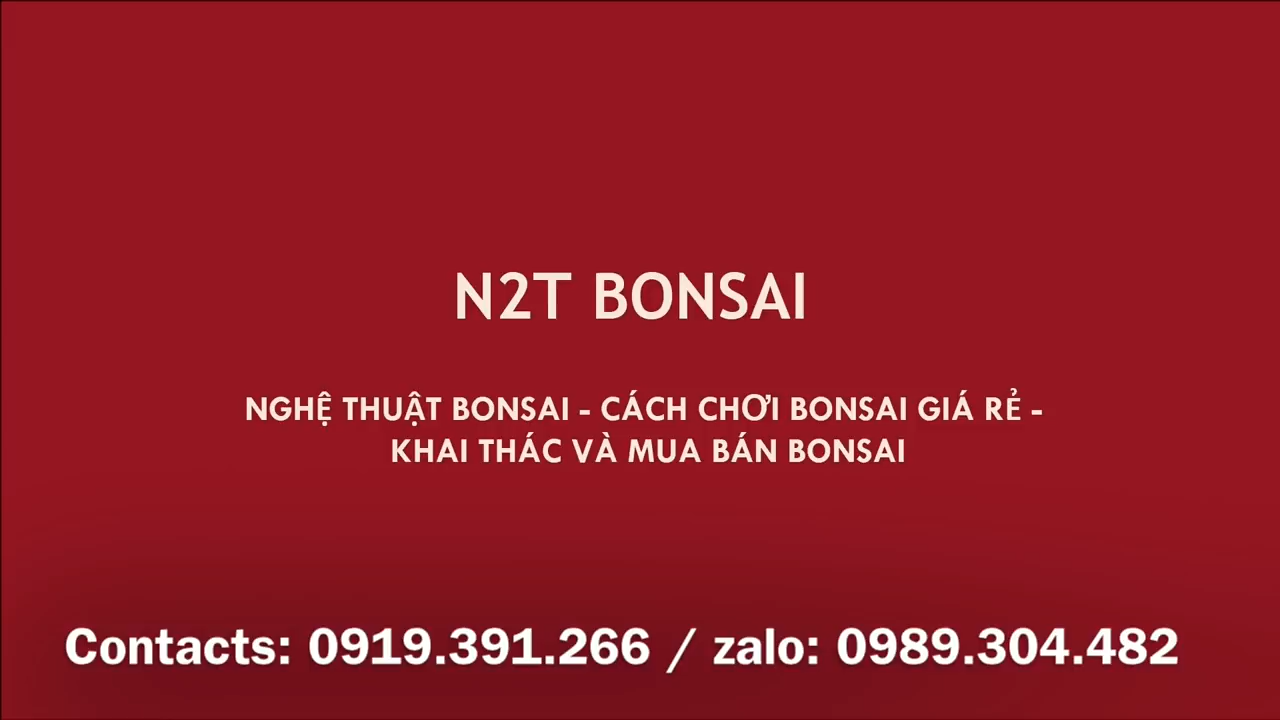 N2T BONSAI
NGHỆ THUẬT BONSAI - CÁCH CHƠI BONSAI GIÁ RẺ -
KHAI THÁC VÀ MUA BÁN BONSAI
Contacts: 0919.391.266 / zalo: 0989.304.482